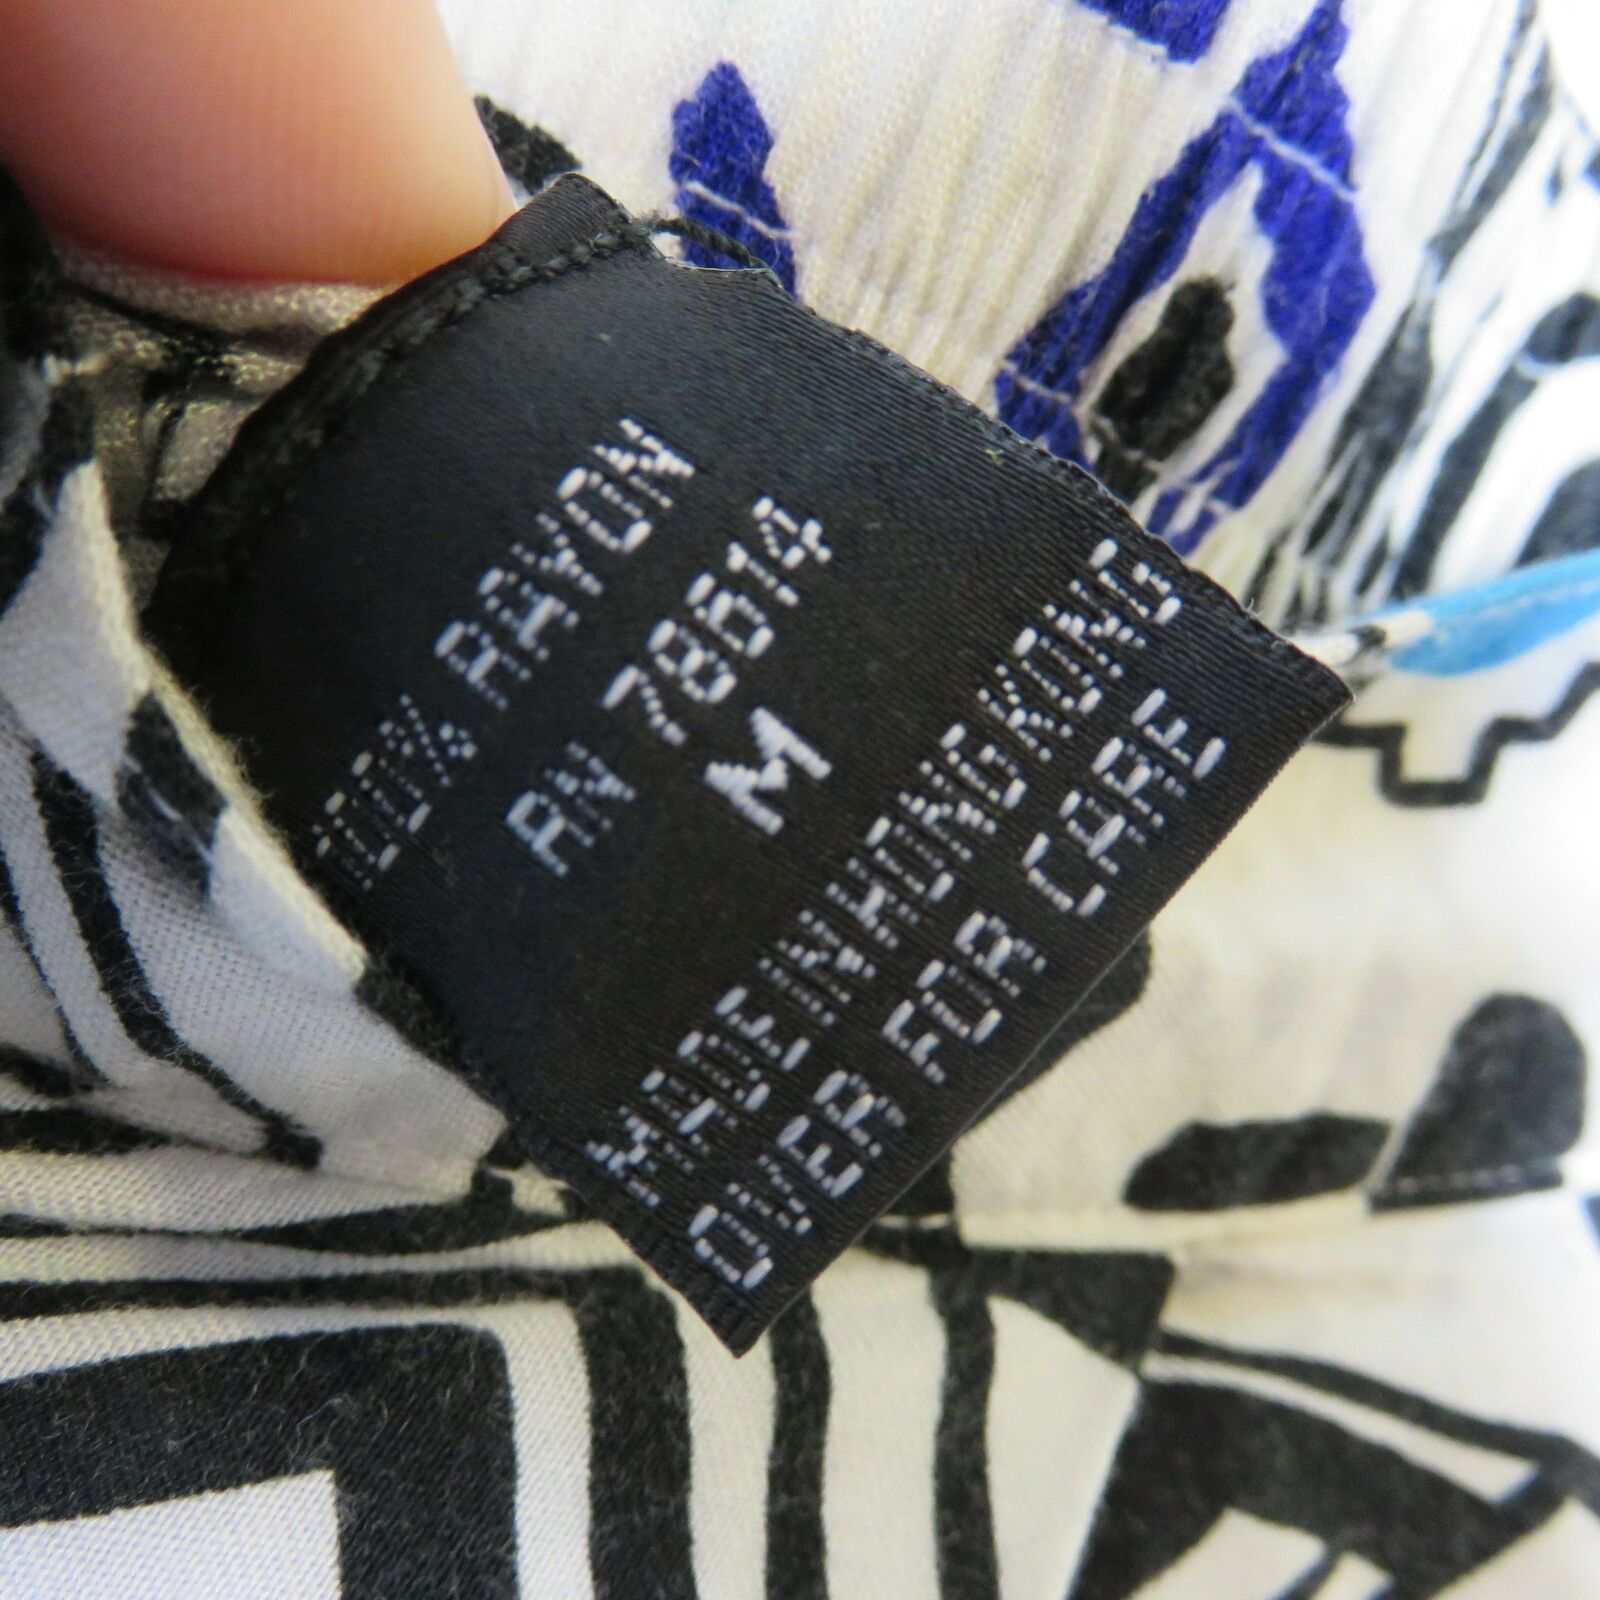 100% RAYON
RN 78614
M
MADE IN HONG KONG
OVER FOR CARE